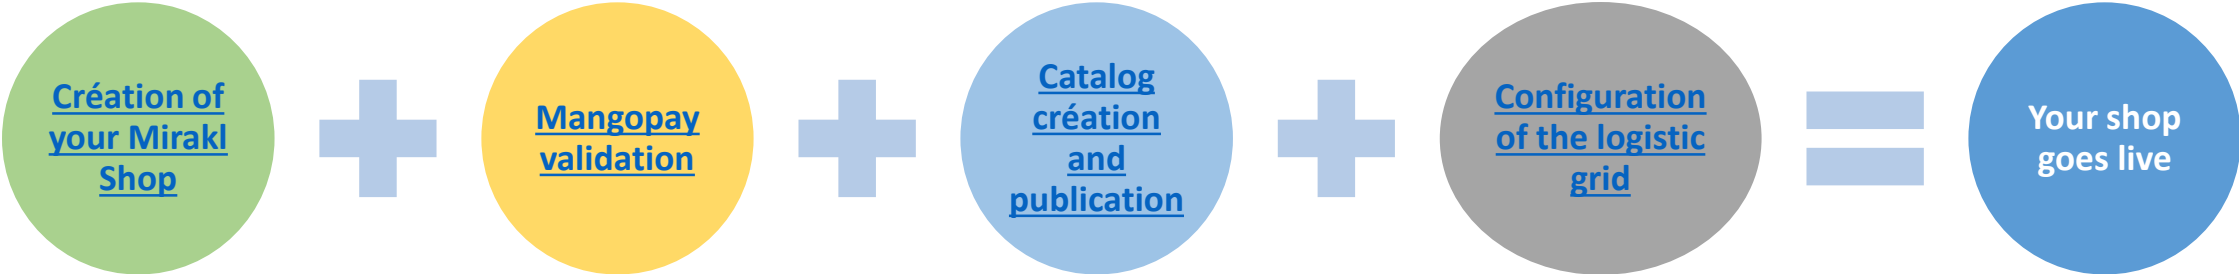 Création of
your Mirakl
Shop
Mangopay
validation
Catalog
création
and
publication
Configuration
of the logistic
grid
Your shop
goes live